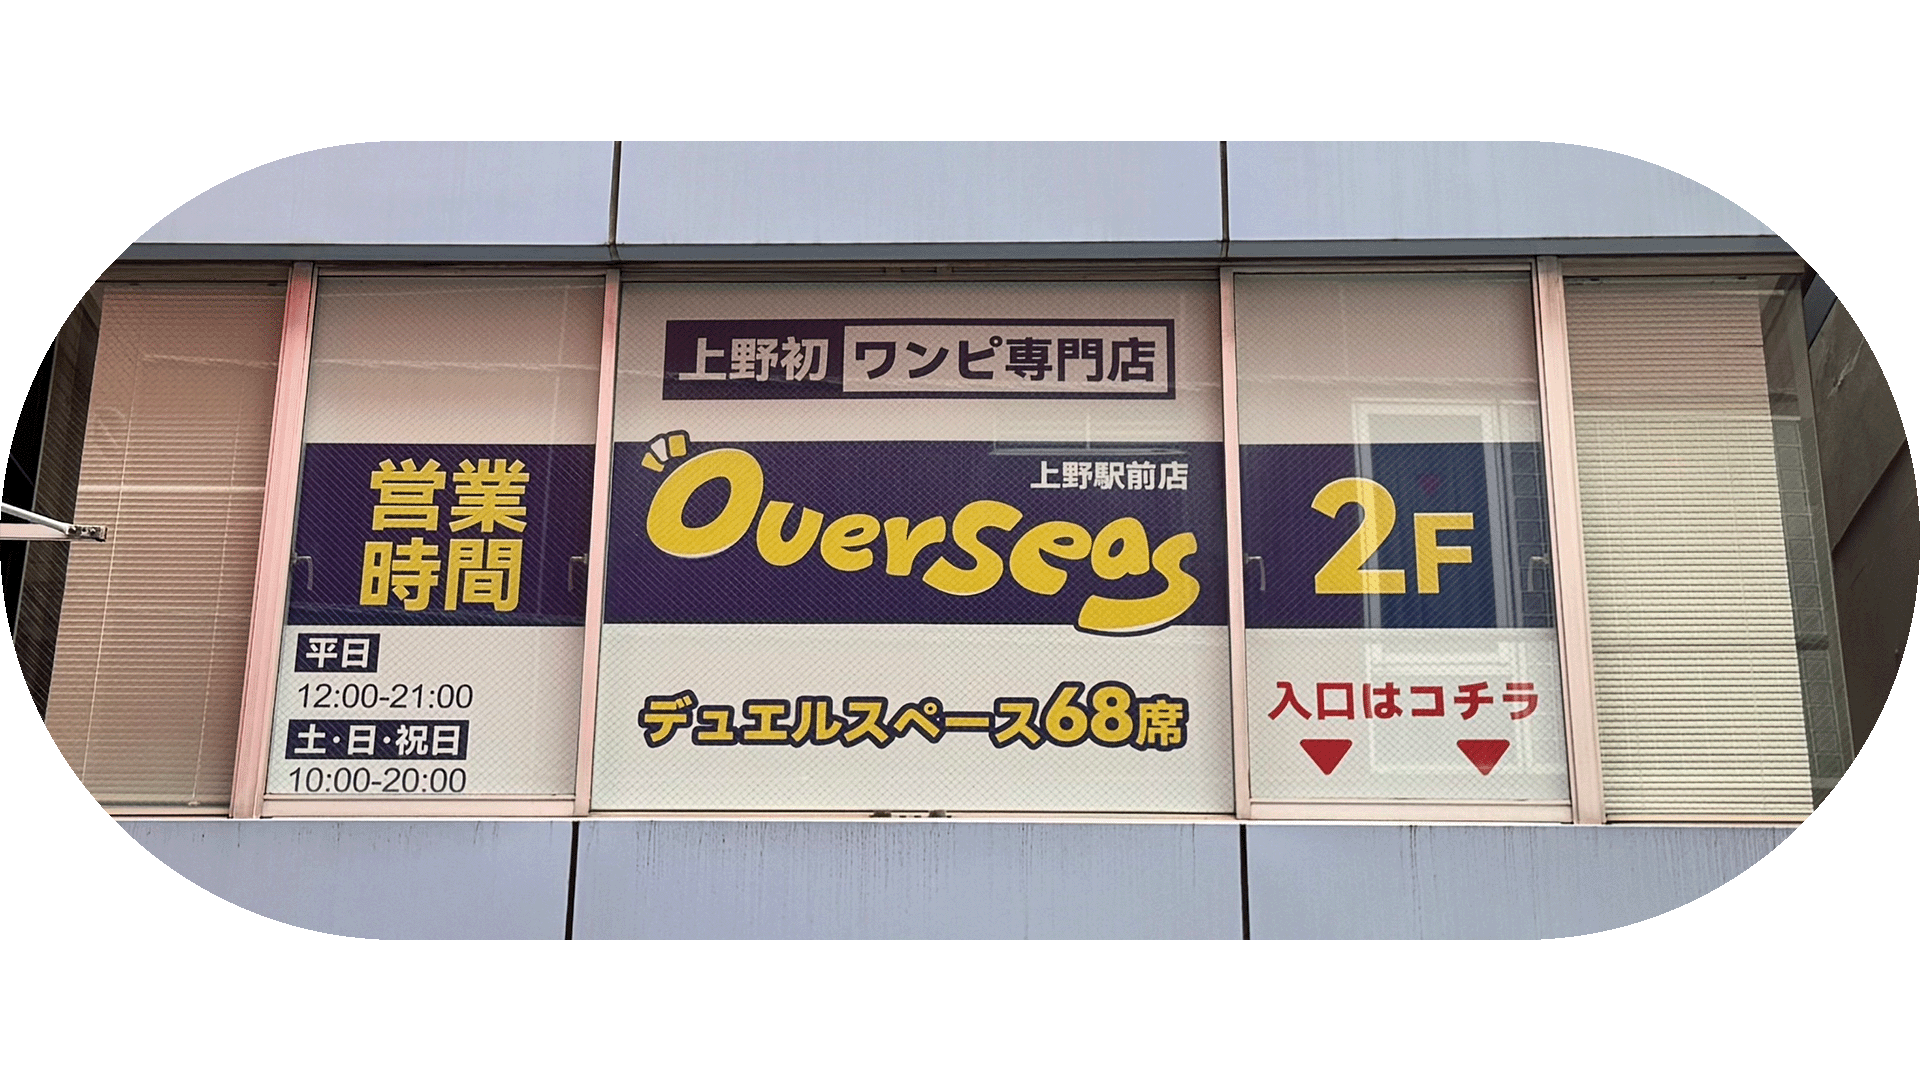 上野初 ワンピ専門店
営業
時間
上野駅前店
Overseas
2F
平日
12:00-21:00
土・日・祝日
10:00-20:00
デュエルスペース68席
入口はコチラ